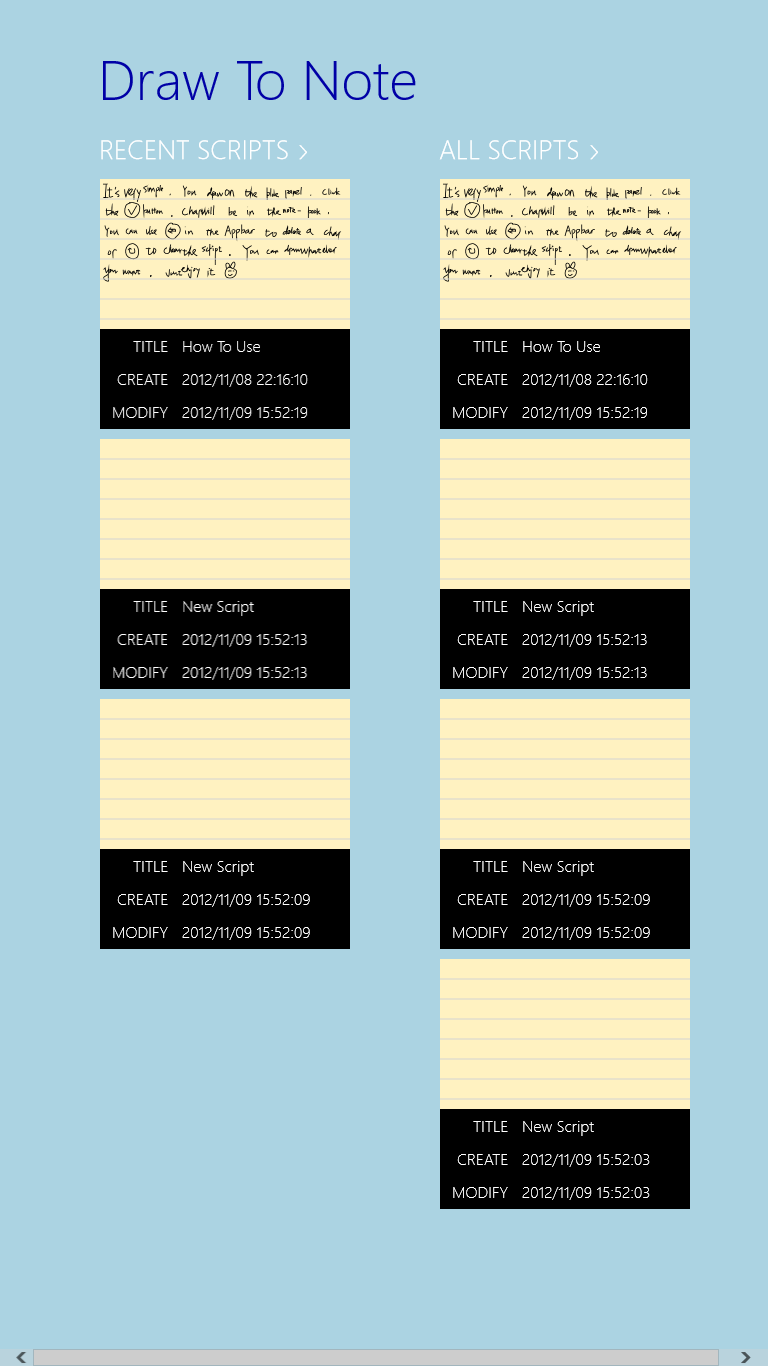 Draw To Note
RECENT SCRIPTS >
It's very simple. You draw on the blue panel. Click
the button. Char will be in the note-book.
You can use in the Appbar to delete a char
or to clear the script. You can draw whatever
you want. Just enjoy it
TITLE How To Use
CREATE 2012/11/08 22:16:10
MODIFY 2012/11/09 15:52:19
TITLE New Script
CREATE 2012/11/09 15:52:13
MODIFY 2012/11/09 15:52:13
TITLE New Script
CREATE 2012/11/09 15:52:09
MODIFY 2012/11/09 15:52:09
ALL SCRIPTS >
It's very simple. You draw on the blue panel. Click
the button. Char will be in the note-book.
You can use in the Appbar to delete a char
or to clear the script. You can draw whatever
you want. Just enjoy it
TITLE How To Use
CREATE 2012/11/08 22:16:10
MODIFY 2012/11/09 15:52:19
TITLE New Script
CREATE 2012/11/09 15:52:13
MODIFY 2012/11/09 15:52:13
TITLE New Script
CREATE 2012/11/09 15:52:09
MODIFY 2012/11/09 15:52:09
TITLE New Script
CREATE 2012/11/09 15:52:03
MODIFY 2012/11/09 15:52:03